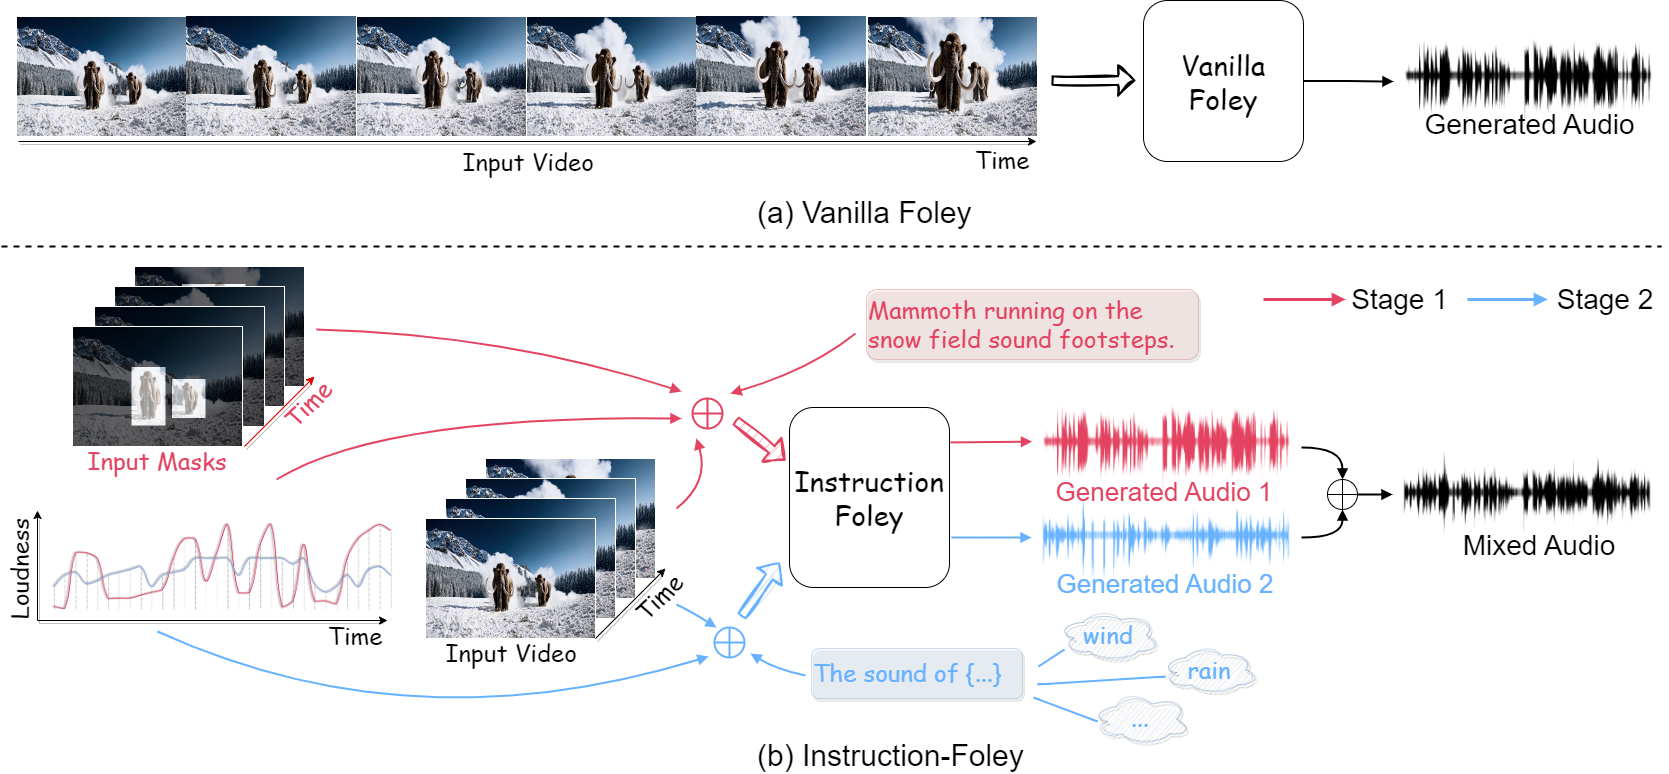 Vanilla
Foley
Generated Audio
Input Video
Time
(a) Vanilla Foley
Mammoth running on the
snow field sound footsteps.
Stage 1
Stage 2
Time
Input Masks
Instruction
Foley
Generated Audio 1
Generated Audio 2
Mixed Audio
Loudness
Time
Time
Input Video
The sound of {...}
wind
rain
...
(b) Instruction-Foley